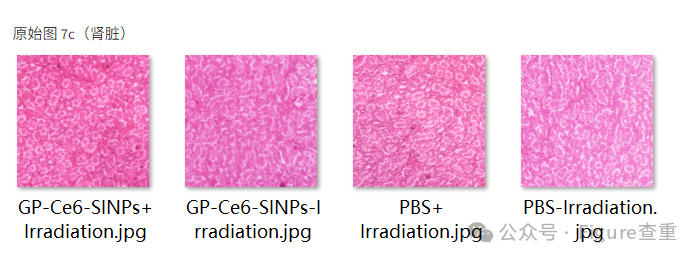 原始图 7c（肾脏）
GP-Ce6-SINPs+
Irradiation.jpg
GP-Ce6-SINPs-I
rradiation.jpg
PBS+
Irradiation.jpg
PBS-Irradiation.
jpg
公众号 · Figure查重